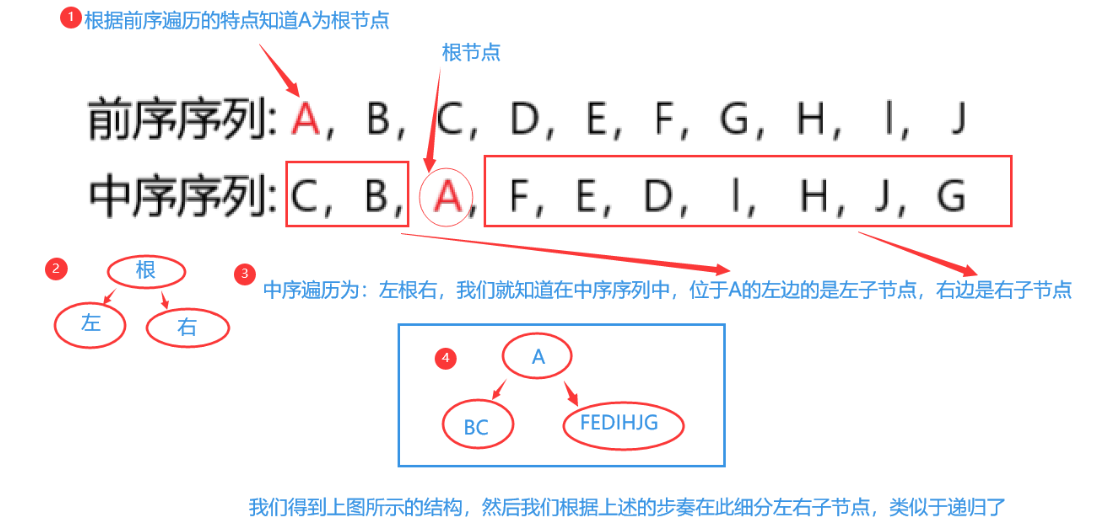 1 根据前序遍历的特点知道A为根节点
根节点
前序序列: A, B, C, D, E, F, G, H, I, J
中序序列: C, B, A, F, E, D, I, H, J, G
2
根
左
右
3
中序遍历为：左根右，我们就知道在中序序列中，位于A的左边的是左子节点，右边是右子节点
4
A
BC
FEDIHJG
我们得到上图所示的结构，然后我们根据上述的步奏在此细分左右子节点，类似于递归了